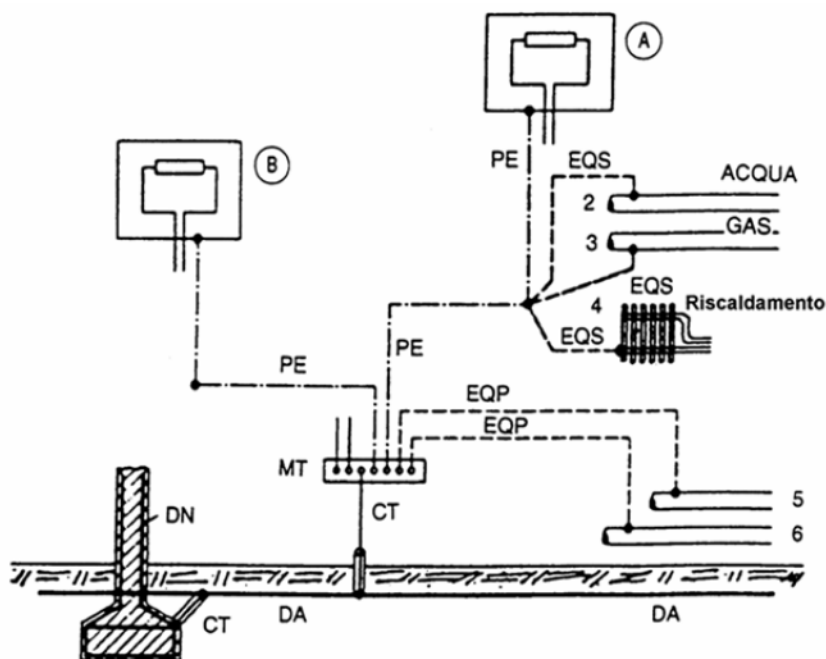 A
PE
EQS
ACQUA
B
2
3
GAS
EQS
4
Riscaldamento
EQS
PE
PE
EQP
EQP
MT
CT
5
DN
6
CT
DA
DA